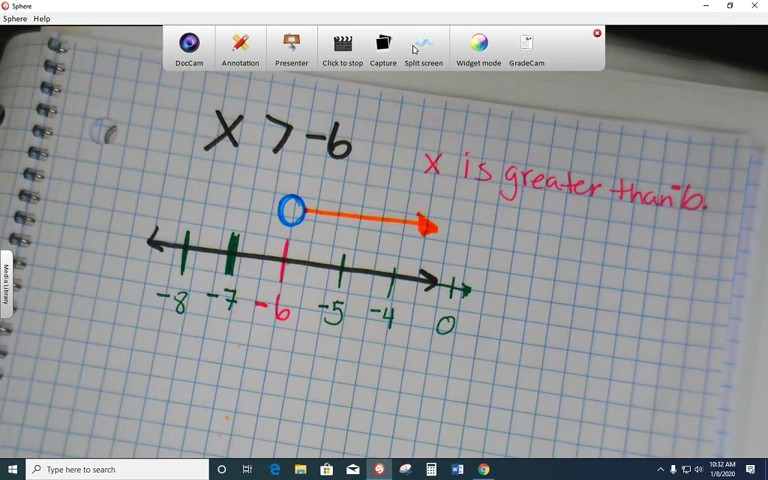 Sphere
Sphere Help
DocCam Annotation Presenter Click to stop Capture Split screen Widget mode GradeCam
X > -6
X is greater than -6.
-8 -7 -6 -5 -4 0
Media Library
Type here to search
10:32 AM
1/8/2020